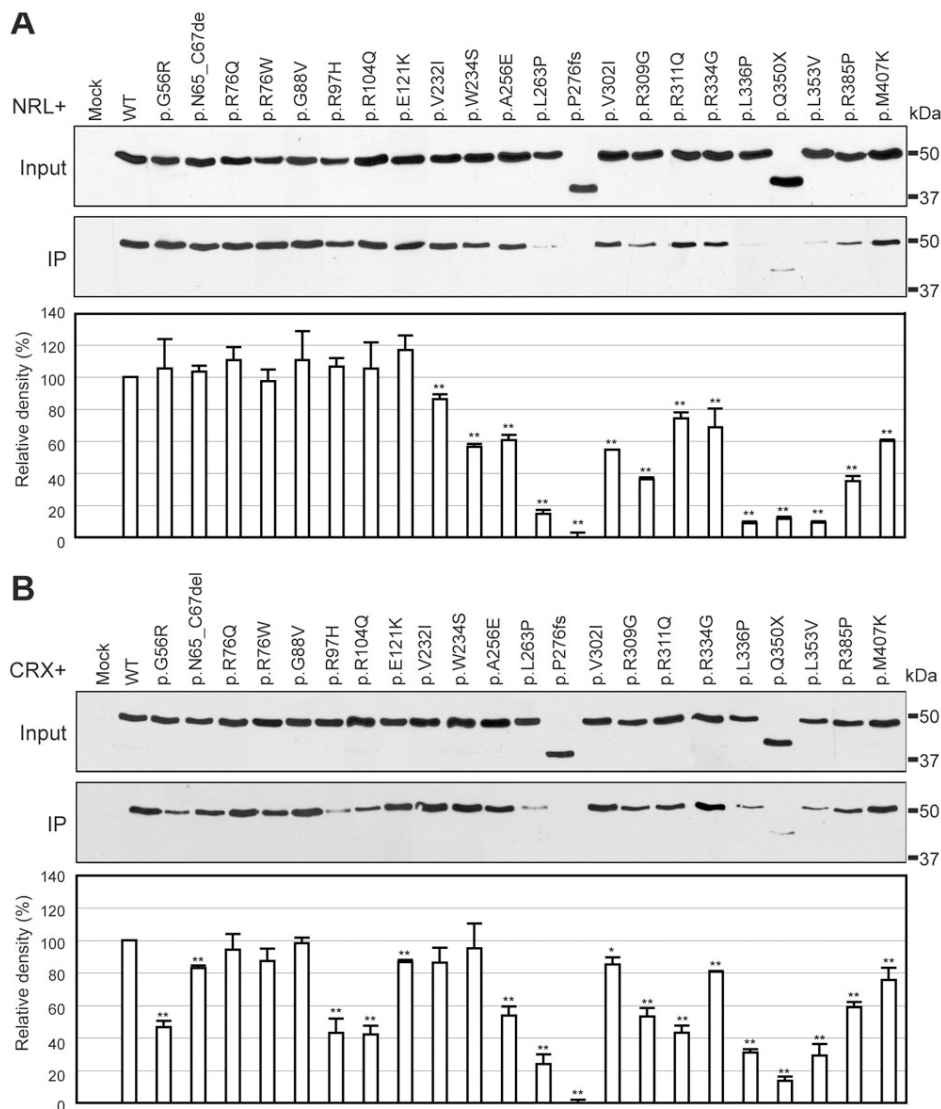 A
NRL+
Mock
WT
p.G56R
p.N65_C67de
p.R76Q
p.R76W
p.G88V
p.R97H
p.R104Q
p.E121K
p.V232I
p.W234S
p.A256E
p.L263P
p.P276fs
p.V302I
p.R309G
p.R311Q
p.R334G
p.L336P
p.Q350X
p.L353V
p.R385P
p.M407K
kDa
Input
50
37
IP
50
37
Relative density (%)
140
120
100
80
60
40
20
0
** ** ** ** ** ** ** ** ** ** ** ** ** **
B
CRX+
Mock
WT
p.G56R
p.N65_C67del
p.R76Q
p.R76W
p.G88V
p.R97H
p.R104Q
p.E121K
p.V232I
p.W234S
p.A256E
p.L263P
p.P276fs
p.V302I
p.R309G
p.R311Q
p.R334G
p.L336P
p.Q350X
p.L353V
p.R385P
p.M407K
kDa
Input
50
37
IP
50
37
Relative density (%)
140
120
100
80
60
40
20
0
** ** ** ** ** ** ** ** * ** ** ** ** ** ** ** **